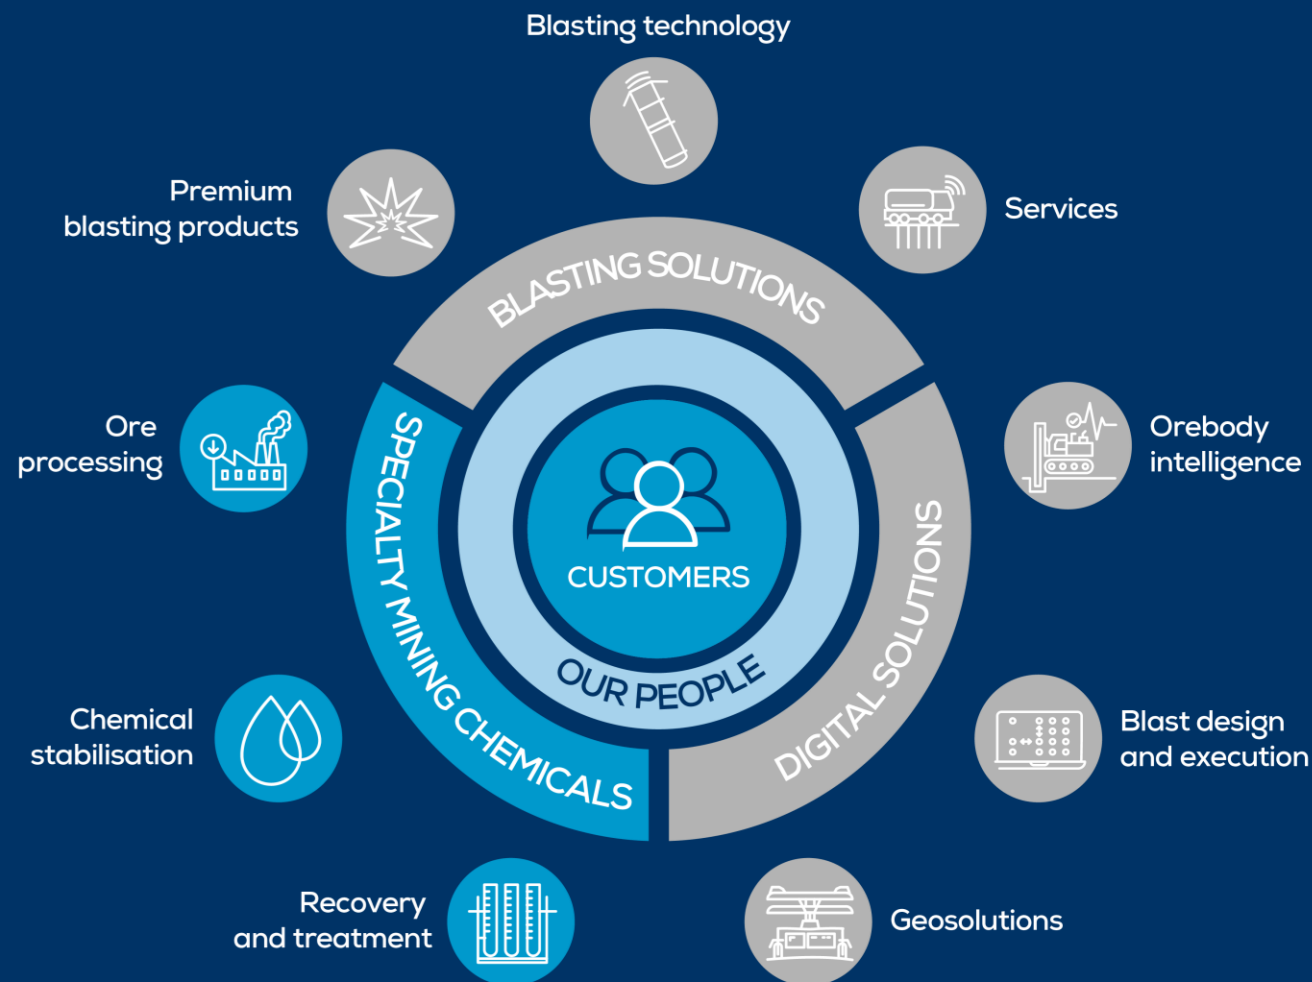 Blasting technology
Premium
blasting products
Services
BLASTING SOLUTIONS
Ore
processing
Orebody
intelligence
SPECIALTY MINING CHEMICALS
CUSTOMERS
OUR PEOPLE
DIGITAL SOLUTIONS
Chemical
stabilisation
Blast design
and execution
Recovery
and treatment
Geosolutions